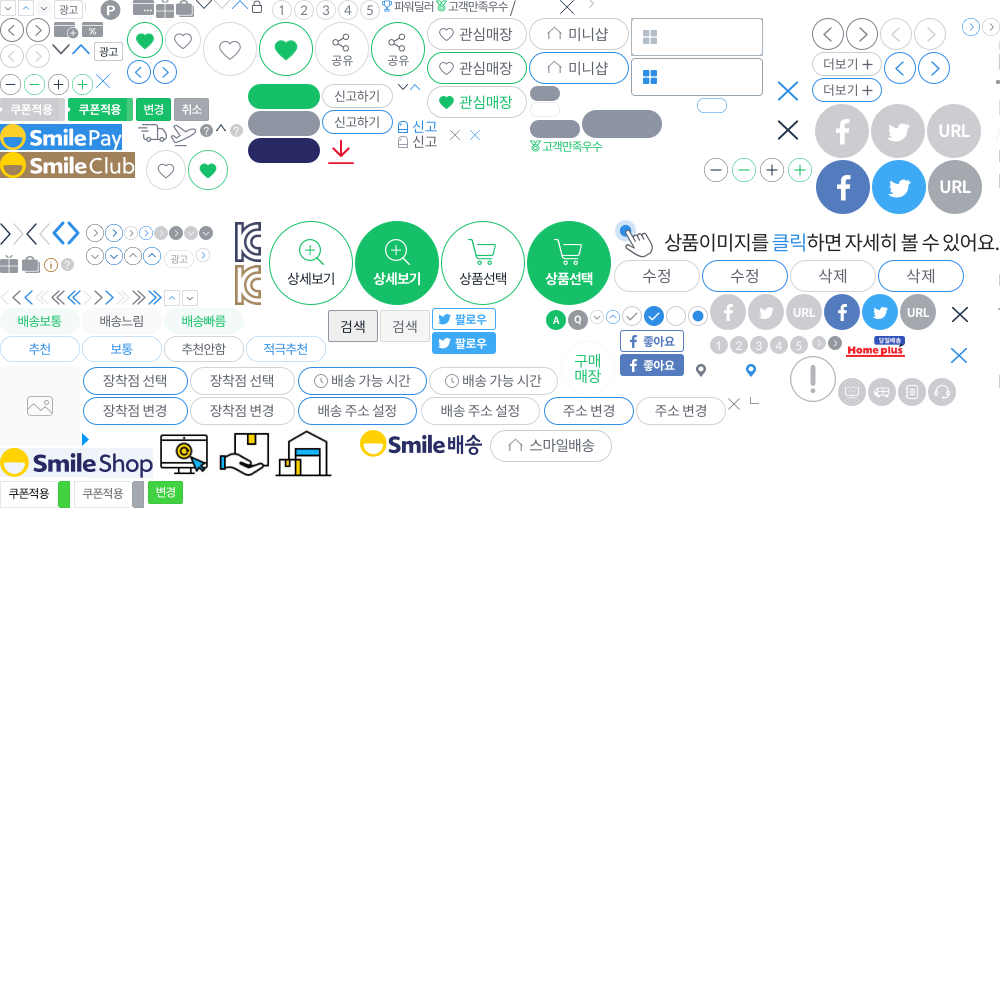 광고
P
1 2 3 4 5
파워딜러
고객만족우수
%
광고
공유
공유
관심매장
미니샵
관심매장
미니샵
관심매장
더보기
더보기
신고하기
신고하기
쿠폰적용
쿠폰적용
변경
취소
SmilePay
SmileClub
?
?
신고
신고
고객만족우수
URL
URL
상세보기
상세보기
상품선택
상품선택
상품이미지를 클릭하면 자세히 볼 수 있어요.
광고
i
?
수정
수정
삭제
삭제
배송보통
배송느림
배송빠름
추천
보통
추천안함
적극추천
검색
검색
팔로우
팔로우
A
Q
URL
URL
좋아요
좋아요
구매
매장
1 2 3 4 5
당일배송
Home plus
장착점 선택
장착점 선택
배송 가능 시간
배송 가능 시간
장착점 변경
장착점 변경
배송 주소 설정
배송 주소 설정
주소 변경
주소 변경
Smile Shop
Smile배송
스마일배송
쿠폰적용
쿠폰적용
변경